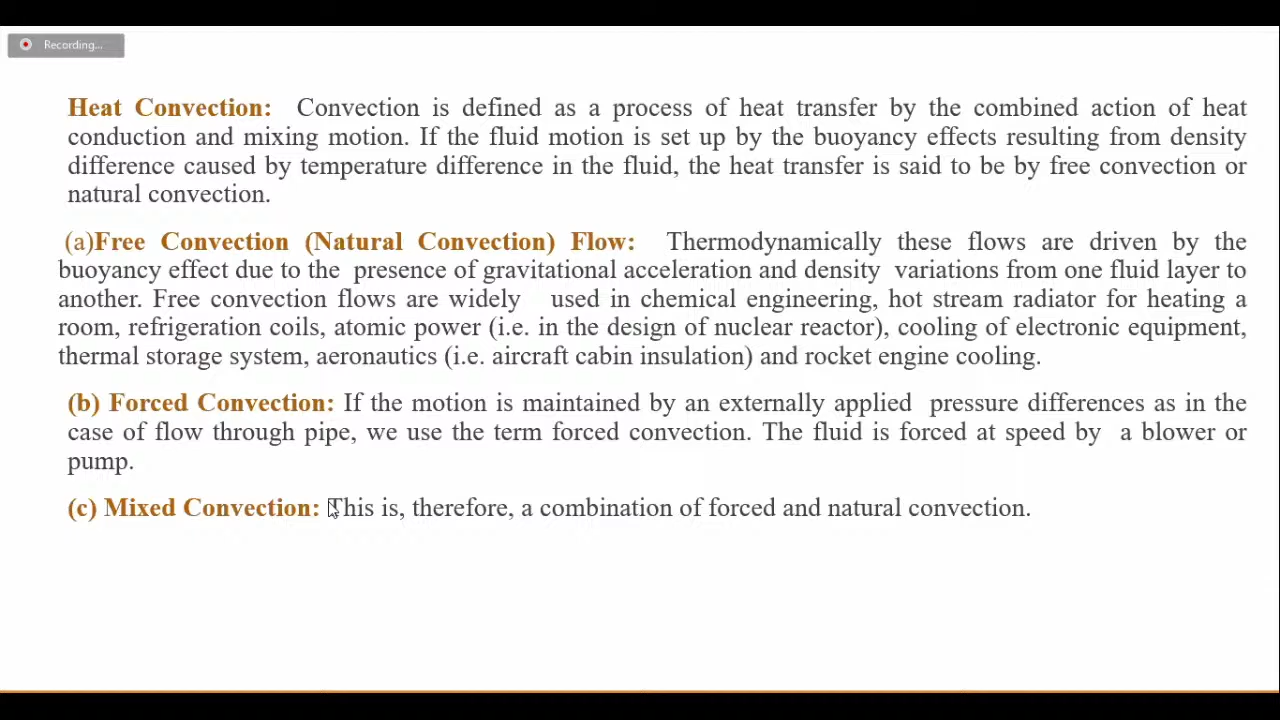 Recording...
Heat Convection: Convection is defined as a process of heat transfer by the combined action of heat
conduction and mixing motion. If the fluid motion is set up by the buoyancy effects resulting from density
difference caused by temperature difference in the fluid, the heat transfer is said to be by free convection or
natural convection.
(a)Free Convection (Natural Convection) Flow: Thermodynamically these flows are driven by the
buoyancy effect due to the presence of gravitational acceleration and density variations from one fluid layer to
another. Free convection flows are widely used in chemical engineering, hot stream radiator for heating a
room, refrigeration coils, atomic power (i.e. in the design of nuclear reactor), cooling of electronic equipment,
thermal storage system, aeronautics (i.e. aircraft cabin insulation) and rocket engine cooling.
(b) Forced Convection: If the motion is maintained by an externally applied pressure differences as in the
case of flow through pipe, we use the term forced convection. The fluid is forced at speed by a blower or
pump.
(c) Mixed Convection: This is, therefore, a combination of forced and natural convection.